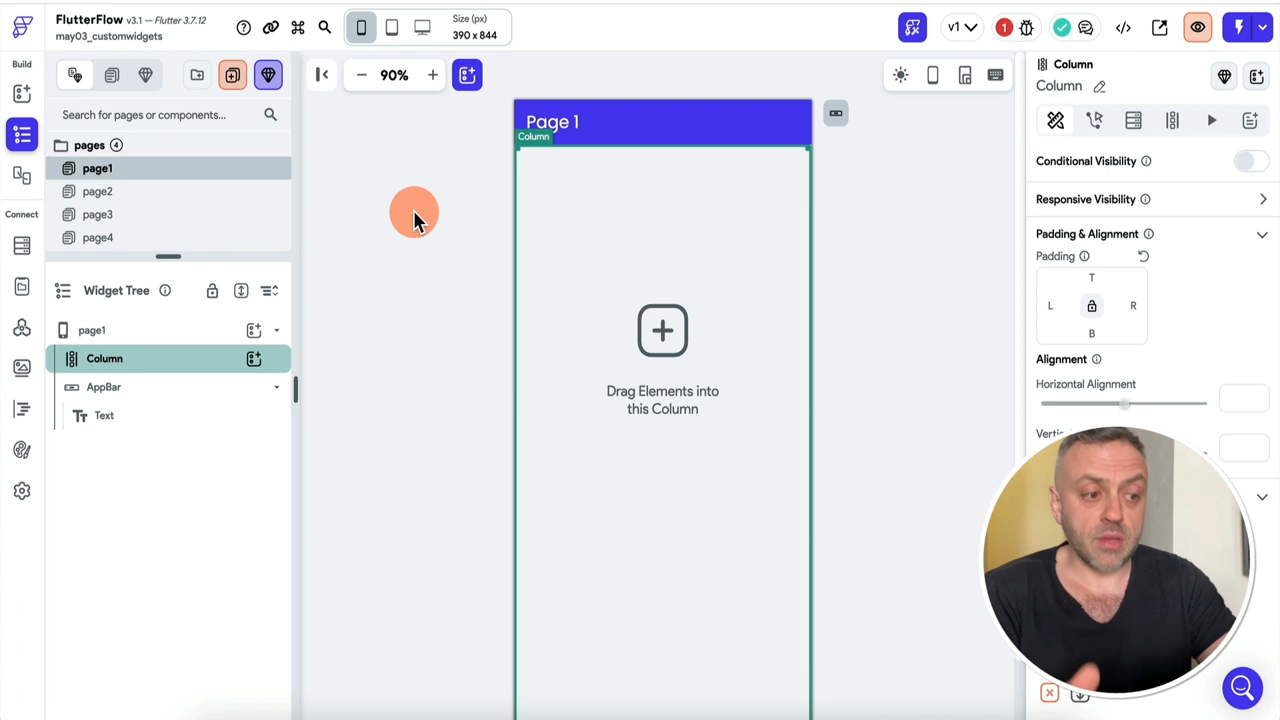 FlutterFlow v3.1 - Flutter 3.7.12
may03_customwidgets
Size (px)
390 x 844
v1
1
Build
Connect
90%
Search for pages or components...
pages 4
page1
page2
page3
page4
Widget Tree
page1
Column
AppBar
Tt Text
Page 1
Column
Drag Elements into
this Column
Column
Column
Conditional Visibility
Responsive Visibility
Padding & Alignment
Padding
T
L R
B
Alignment
Horizontal Alignment